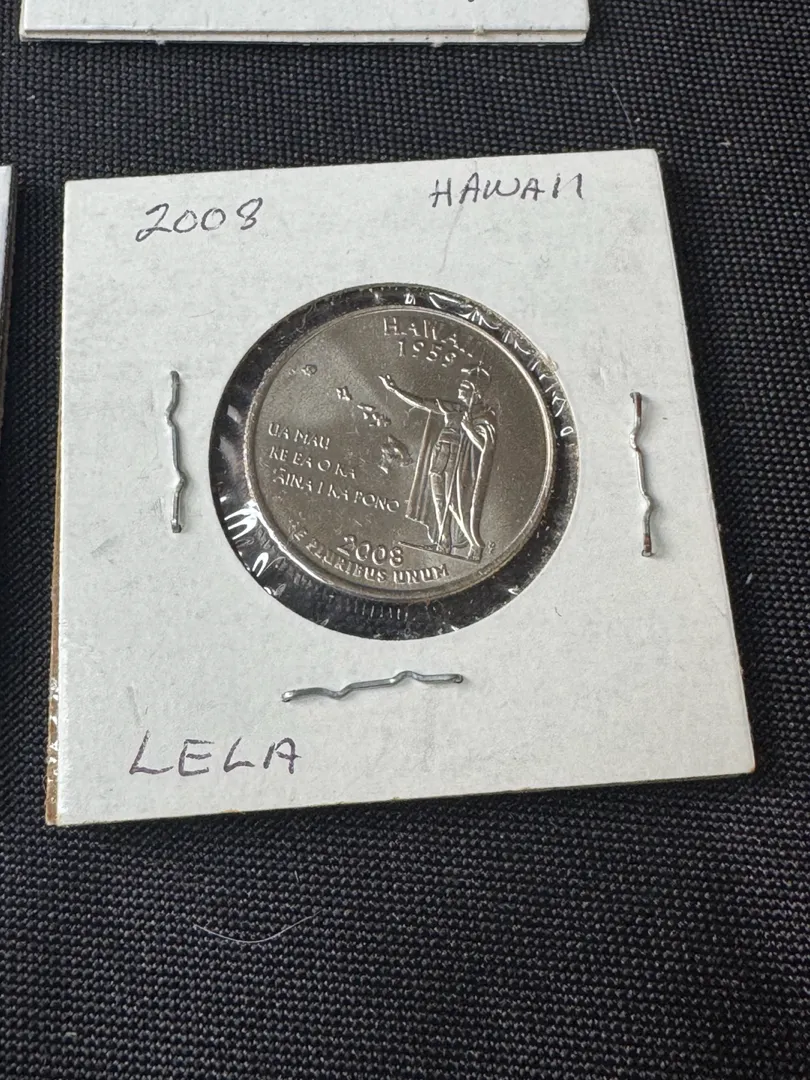 2008
HAWAII
HAWAII
1959
UA MAU
KE EA O KA
ʻĀINA I KA PONO
2008
E PLURIBUS UNUM
LELA